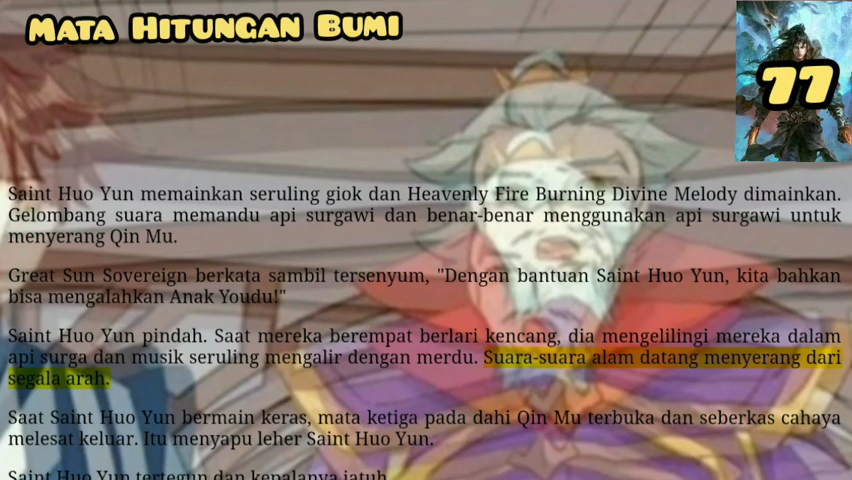 Mata Hitungan Bumi
77
Saint Huo Yun memainkan seruling giok dan Heavenly Fire Burning Divine Melody dimainkan.
Gelombang suara memandu api surgawi dan benar-benar menggunakan api surgawi untuk
menyerang Qin Mu.
Great Sun Sovereign berkata sambil tersenyum, "Dengan bantuan Saint Huo Yun, kita bahkan
bisa mengalahkan Anak Youdu!"
Saint Huo Yun pindah. Saat mereka berempat berlari kencang, dia mengelilingi mereka dalam
api surga dan musik seruling mengalir dengan merdu. Suara-suara alam datang menyerang dari
segala arah.
Saat Saint Huo Yun bermain keras, mata ketiga pada dahi Qin Mu terbuka dan seberkas cahaya
melesat keluar. Itu menyapu leher Saint Huo Yun.
Saint Huo Yun tertegun dan kepalanya jatuh.